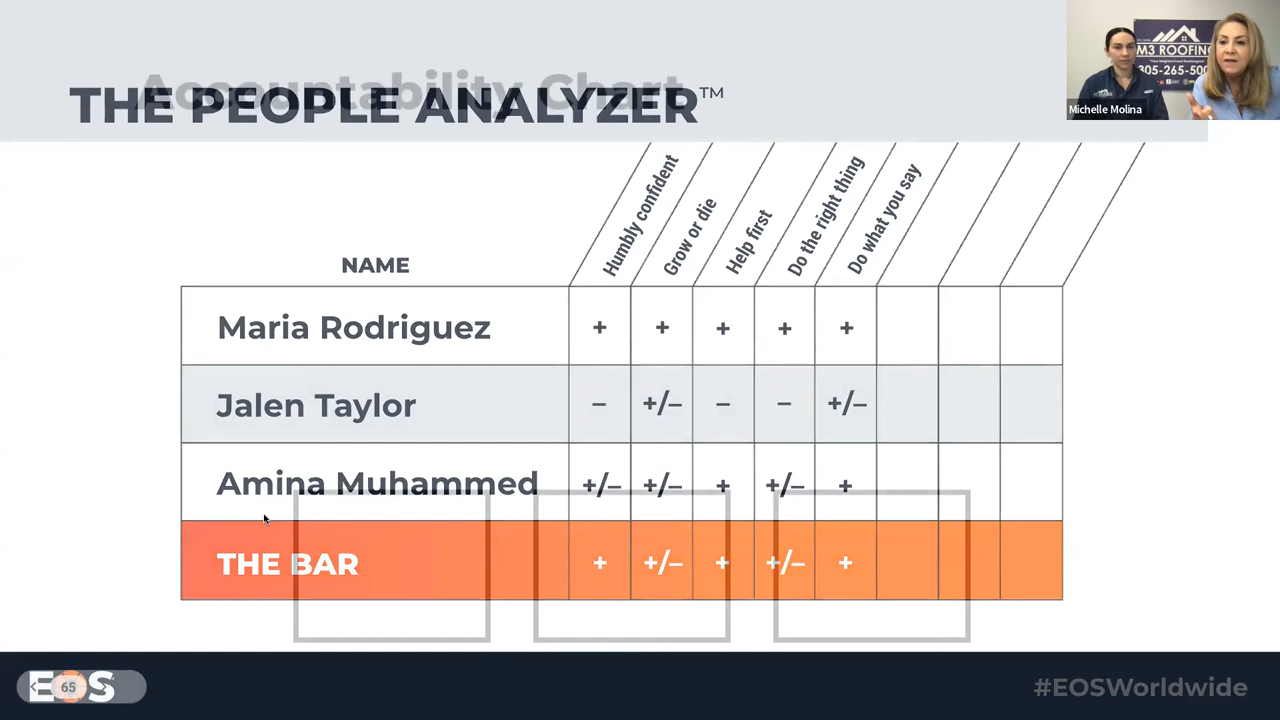 Accountability Chart
THE PEOPLE ANALYZER™
M3 ROOFING
305-265-500
Michelle Molina
NAME
Humbly confident
Grow or die
Help first
Do the right thing
Do what you say
Maria Rodriguez + + + + +
Jalen Taylor – +/– – – +/–
Amina Muhammed +/– +/– + +/– +
THE BAR + +/– + +/– +
EOS
65
#EOSWorldwide